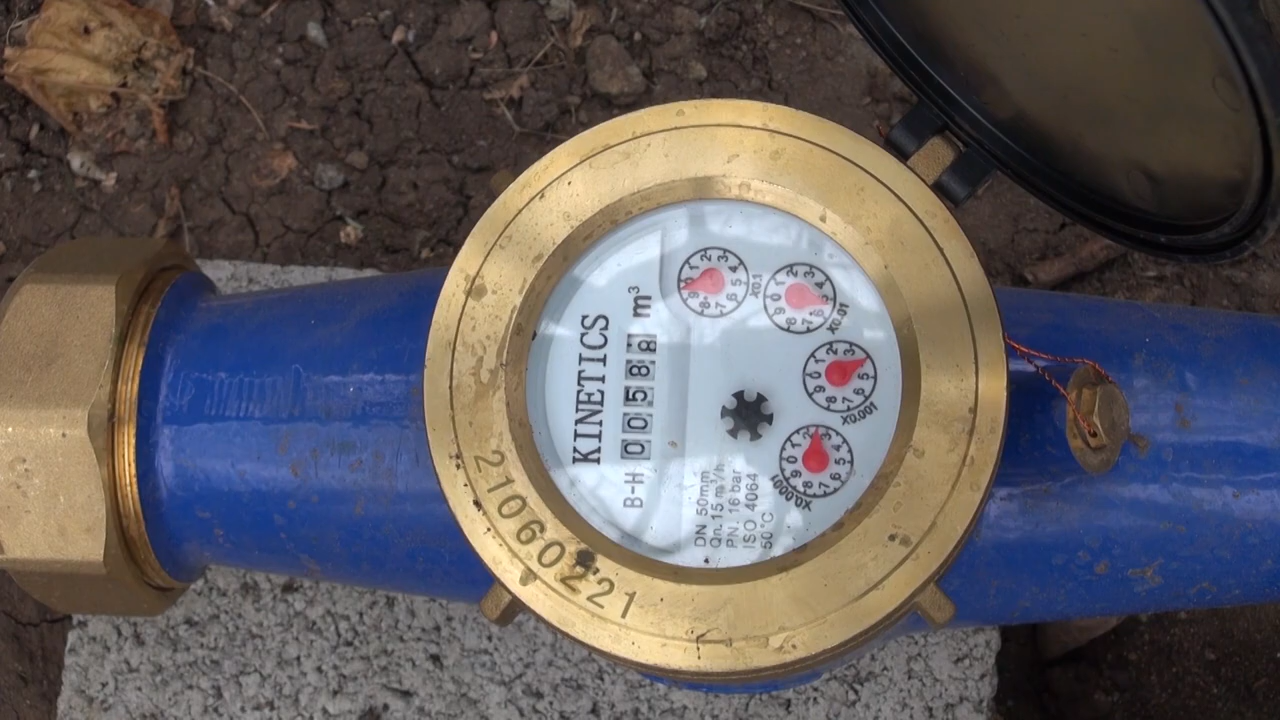 KINETICS
B-H 00588 m³
X0.1
X0.01
X0.001
X0.0001
DN 50mm
Qn.15 m³/h
PN. 16 bar
ISO 4064
50°C
21060221